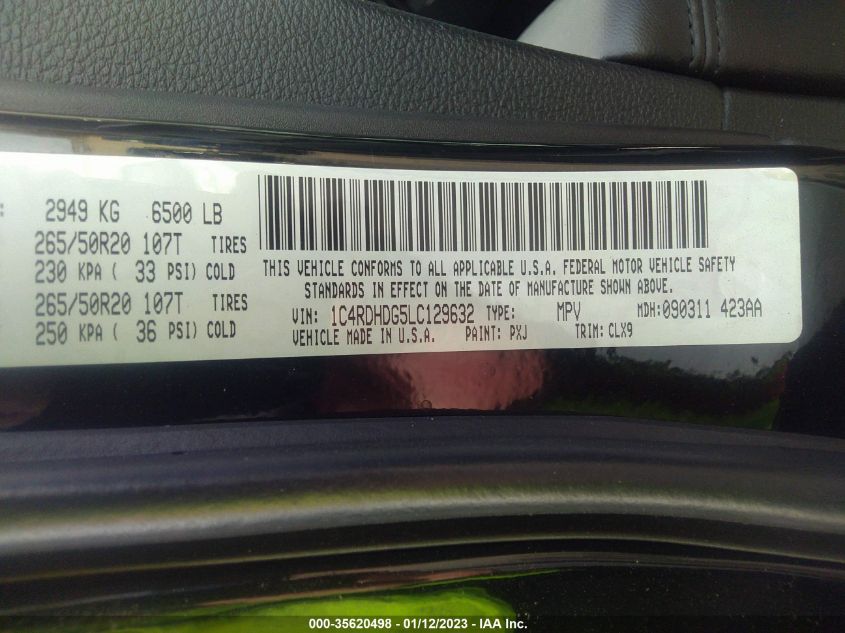 : 2949 KG 6500 LB
265/50R20 107T TIRES
230 KPA ( 33 PSI) COLD
265/50R20 107T TIRES
250 KPA ( 36 PSI) COLD
THIS VEHICLE CONFORMS TO ALL APPLICABLE U.S.A. FEDERAL MOTOR VEHICLE SAFETY
STANDARDS IN EFFECT ON THE DATE OF MANUFACTURE SHOWN ABOVE.
VIN: 1C4RDHDG5LC129632 TYPE: MPV MDH:090311 423AA
VEHICLE MADE IN U.S.A. PAINT: PXJ TRIM: CLX9
000-35620498 - 01/12/2023 - IAA Inc.